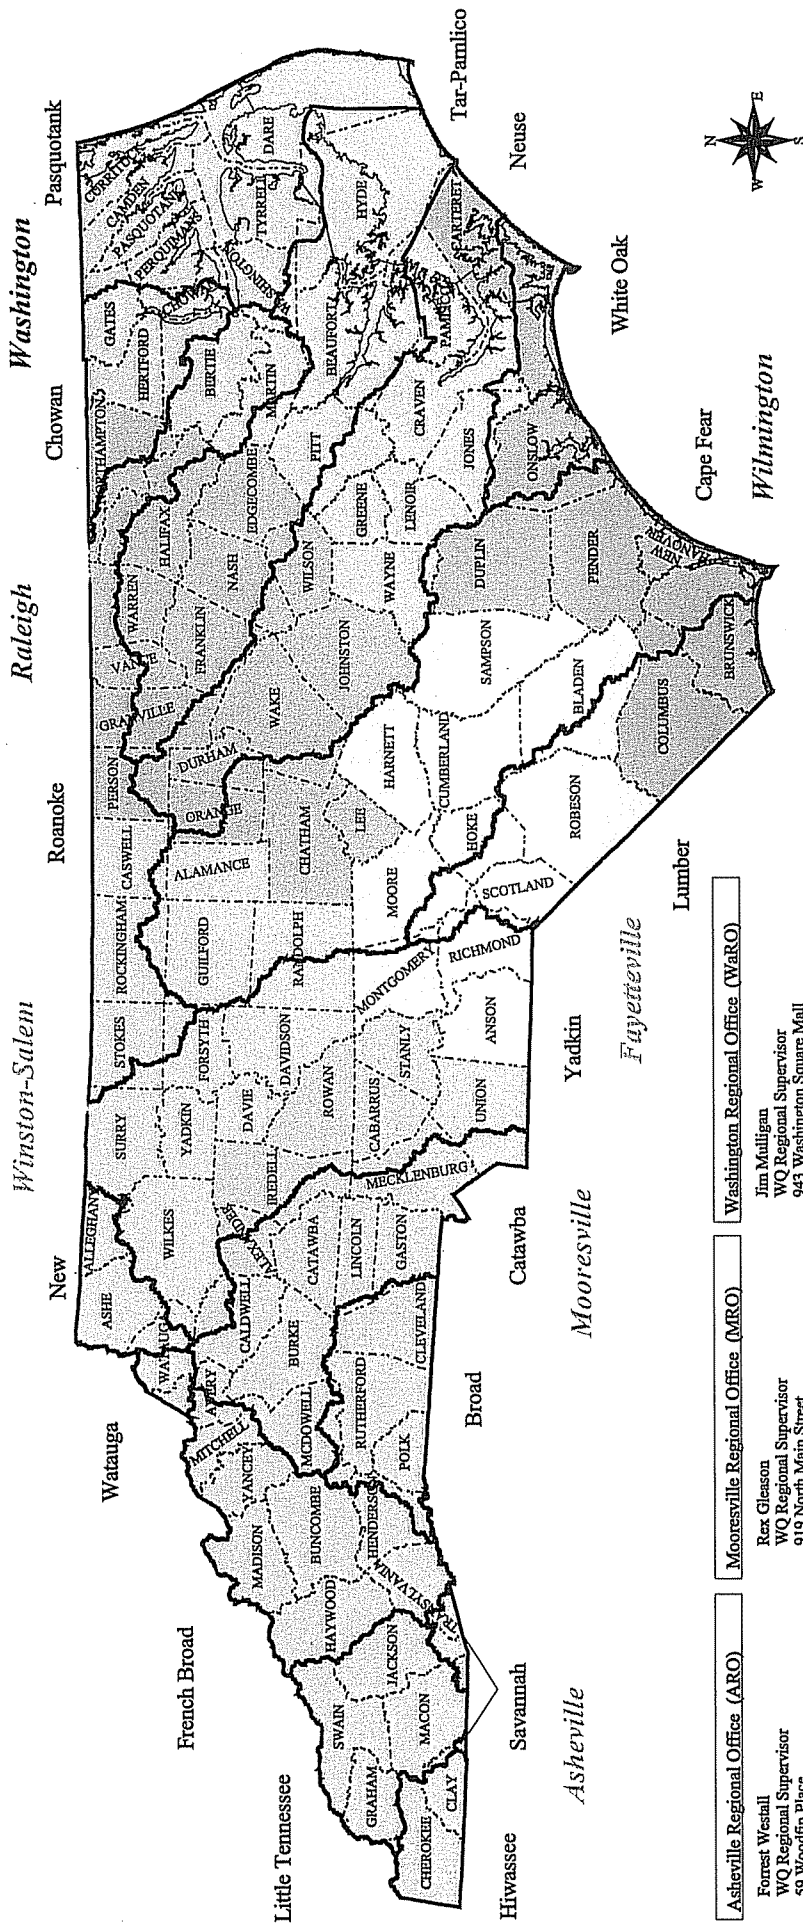 Washington
Raleigh
Winston-Salem
Pasquotank
Chowan
Roanoke
New
Watauga
French Broad
Little Tennessee
Hiwassee
Savannah
Asheville
Broad
Catawba
Mooresville
Yadkin
Fayetteville
Lumber
Cape Fear
Wilmington
White Oak
Neuse
Tar-Pamlico
N
E
S
W
CURRITUCK
CAMDEN
PASQUOTANK
PERQUIMANS
CHOWAN
GATES
HERTFORD
NORTHAMPTON
BERTIE
MARTIN
WASHINGTON
TYRRELL
DARE
HYDE
BEAUFORT
PAMLICO
CARTERET
CRAVEN
JONES
ONSLOW
PITT
GREENE
LENOIR
EDGECOMBE
HALIFAX
WARREN
NASH
WILSON
WAYNE
DUPLIN
PENDER
NEW HANOVER
BRUNSWICK
COLUMBUS
BLADEN
SAMPSON
JOHNSTON
WAKE
FRANKLIN
VANCE
GRANVILLE
PERSON
DURHAM
ORANGE
CHATHAM
LEE
HARNETT
CUMBERLAND
HOKE
ROBESON
SCOTLAND
MOORE
RICHMOND
MONTGOMERY
ANSON
RANDOLPH
ALAMANCE
CASWELL
GUILFORD
ROCKINGHAM
STOKES
FORSYTH
DAVIDSON
ROWAN
STANLY
CABARRUS
UNION
MECKLENBURG
DAVIE
YADKIN
SURRY
IREDELL
WILKES
ALLEGHANY
ASHE
ALEXANDER
CATAWBA
LINCOLN
GASTON
CLEVELAND
CALDWELL
WATAUGA
BURKE
AVERY
MITCHELL
MCDOWELL
RUTHERFORD
POLK
YANCEY
MADISON
BUNCOMBE
HENDERSON
TRANSYLVANIA
HAYWOOD
JACKSON
SWAIN
MACON
GRAHAM
CLAY
CHEROKEE
Asheville Regional Office (ARO)
Forrest Westall
WQ Regional Supervisor
59 Woodfin Place
Mooresville Regional Office (MRO)
Rex Gleason
WQ Regional Supervisor
919 North Main Street
Washington Regional Office (WaRO)
Jim Mulligan
WQ Regional Supervisor
943 Washington Square Mall